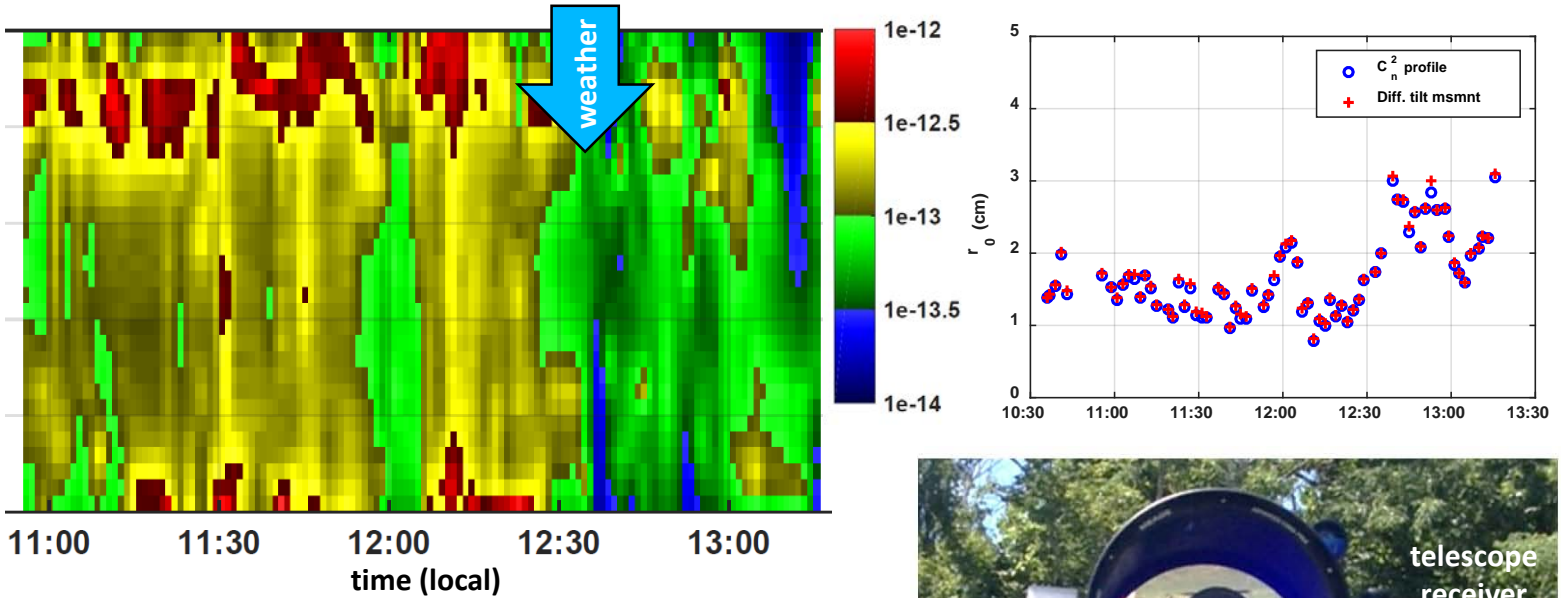 weather
1e-12
1e-12.5
1e-13
1e-13.5
1e-14
11:00 11:30 12:00 12:30 13:00
time (local)
5
4
3
2
1
0
r0 (cm)
Cn2 profile
Diff. tilt msmnt
10:30 11:00 11:30 12:00 12:30 13:00 13:30
telescope
receiver